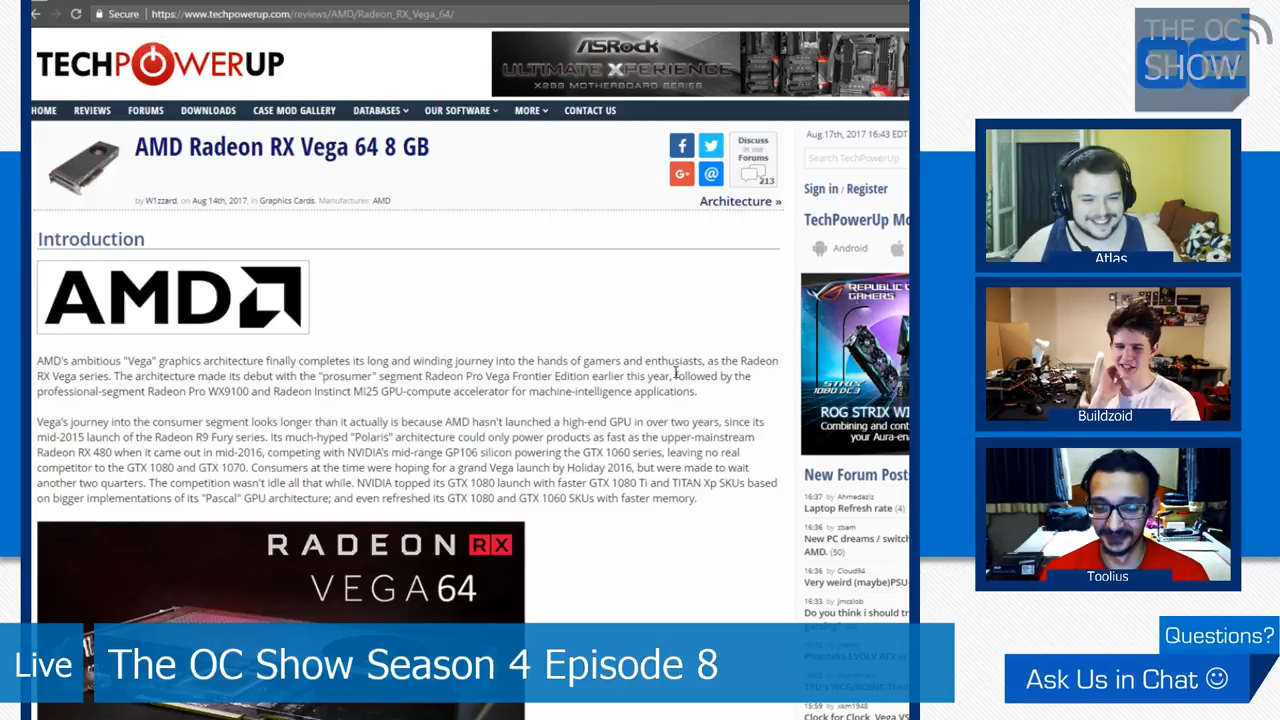 Secure https://www.techpowerup.com/reviews/AMD/Radeon_RX_Vega_64/
TECHPOWERUP
ASRock
ULTIMATE XPERIENCE
X299 MOTHERBOARD SERIES
HOME REVIEWS FORUMS DOWNLOADS CASE MOD GALLERY DATABASES OUR SOFTWARE MORE CONTACT US
AMD Radeon RX Vega 64 8 GB
by W1zzard, on Aug 14th, 2017, in Graphics Cards. Manufacturer: AMD
Discuss
in our
Forums
213
Architecture »
Introduction
AMD
AMD's ambitious "Vega" graphics architecture finally completes its long and winding journey into the hands of gamers and enthusiasts, as the Radeon
RX Vega series. The architecture made its debut with the "prosumer" segment Radeon Pro Vega Frontier Edition earlier this year, followed by the
professional-segment Radeon Pro WX9100 and Radeon Instinct MI25 GPU-compute accelerator for machine-intelligence applications.
Vega's journey into the consumer segment looks longer than it actually is because AMD hasn't launched a high-end GPU in over two years, since its
mid-2015 launch of the Radeon R9 Fury series. Its much-hyped "Polaris" architecture could only power products as fast as the upper-mainstream
Radeon RX 480 when it came out in mid-2016, competing with NVIDIA's mid-range GP106 silicon powering the GTX 1060 series, leaving no real
competitor to the GTX 1080 and GTX 1070. Consumers at the time were hoping for a grand Vega launch by Holiday 2016, but were made to wait
another two quarters. The competition wasn't idle all that while. NVIDIA topped its GTX 1080 launch with faster GTX 1080 Ti and TITAN Xp SKUs based
on bigger implementations of its "Pascal" GPU architecture; and even refreshed its GTX 1080 and GTX 1060 SKUs with faster memory.
RADEON RX
VEGA 64
Aug 17th, 2017 16:43 EDT
Search TechPowerUp
Sign in / Register
TechPowerUp Mo
Android
REPUBLIC
GAMERS
STRIX
1080 DC3
ROG STRIX WI
Combining and cont
your Aura-en
New Forum Post
16:37 by Ahmedaziz
Laptop Refresh rate (4)
16:36 by zbam
New PC dreams / switch
AMD. (50)
16:36 by Cloud94
Very weird (maybe)PSU-
16:33 by jmcslob
Do you think i should tr
15:59 by xkm1948
Clock for Clock, Vega VS
THE OC
SHOW
Atlas
Buildzoid
Toolius
Questions?
Ask Us in Chat ☺
Live
The OC Show Season 4 Episode 8